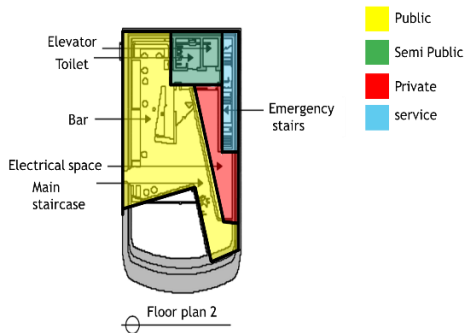 Elevator
Toilet
Bar
Electrical space
Main
staircase
Emergency
stairs
Public
Semi Public
Private
service
Floor plan 2